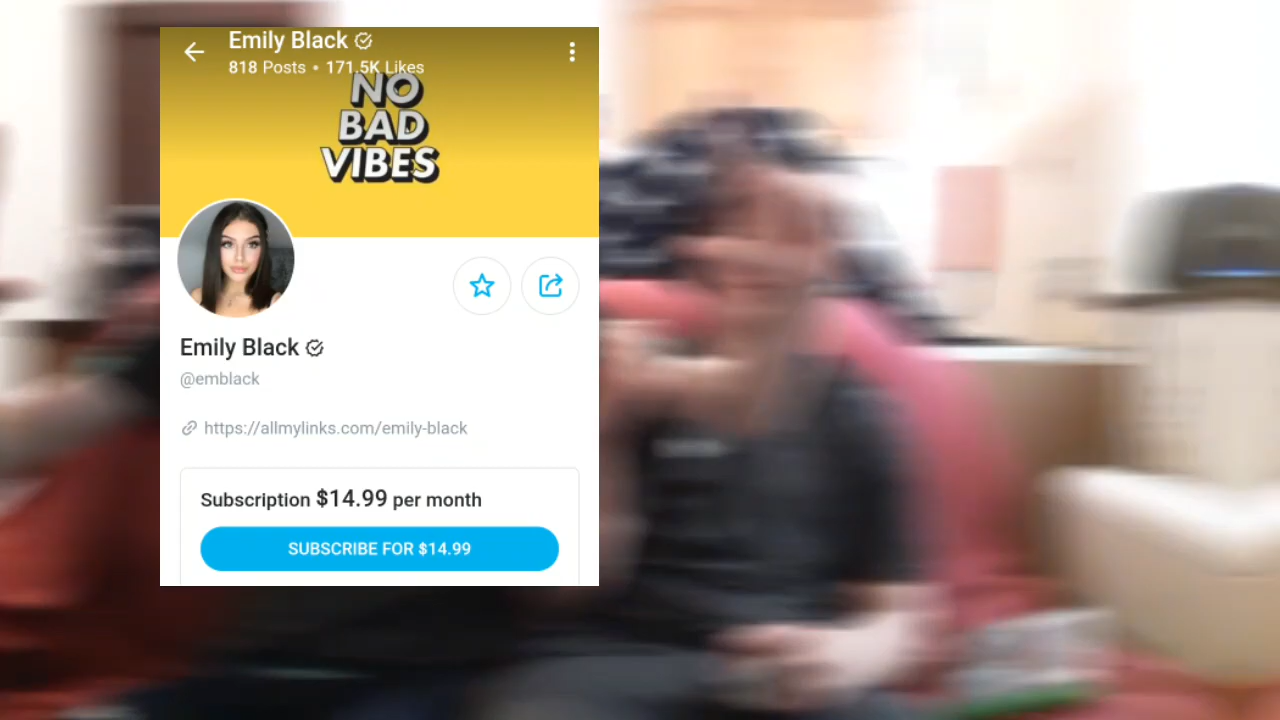 Emily Black
818 Posts • 171.5K Likes
NO
BAD
VIBES
Emily Black
@emblack
https://allmylinks.com/emily-black
Subscription $14.99 per month
SUBSCRIBE FOR $14.99